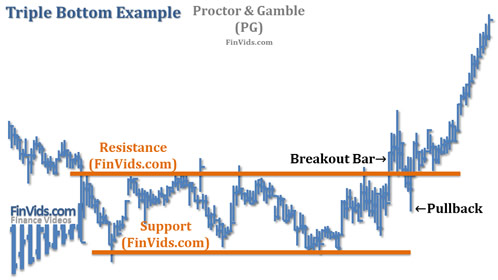 Triple Bottom Example
Proctor & Gamble
(PG)
FinVids.com
Resistance
(FinVids.com)
Breakout Bar→
←Pullback
FinVids.com
Finance Videos
Support
(FinVids.com)